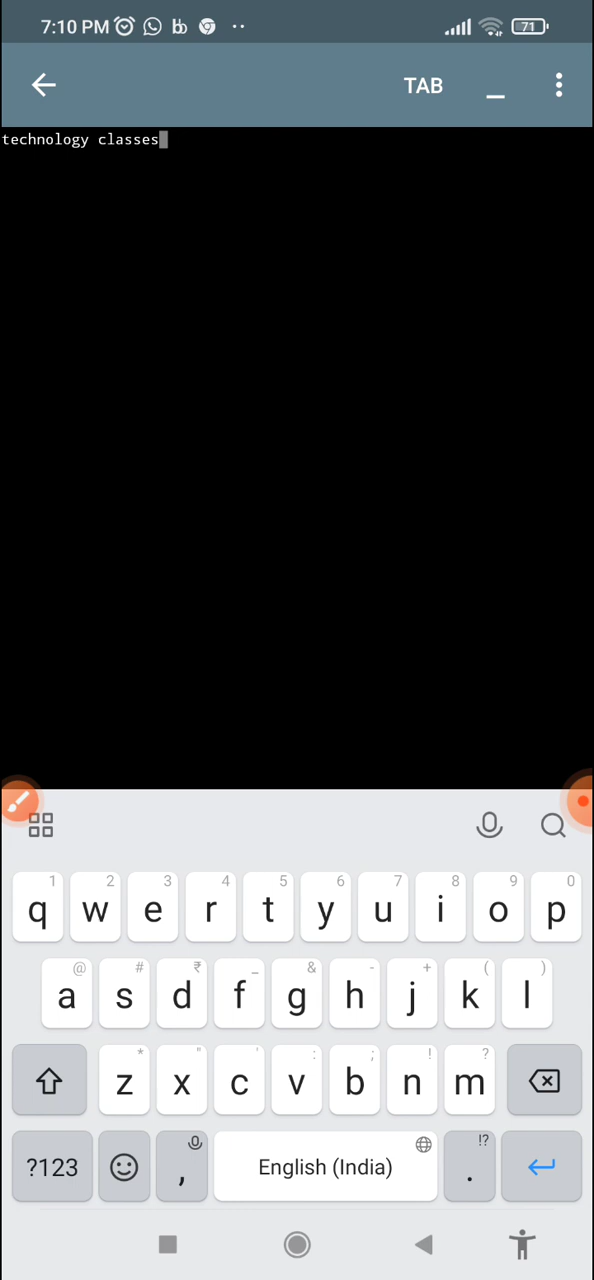 7:10 PM
71
TAB
technology classes
1 2 3 4 5 6 7 8 9 0
q w e r t y u i o p
@ # ₹ _ & - + ( )
a s d f g h j k l
* " ' : ; ! ?
z x c v b n m
!?
?123 , English (India) .